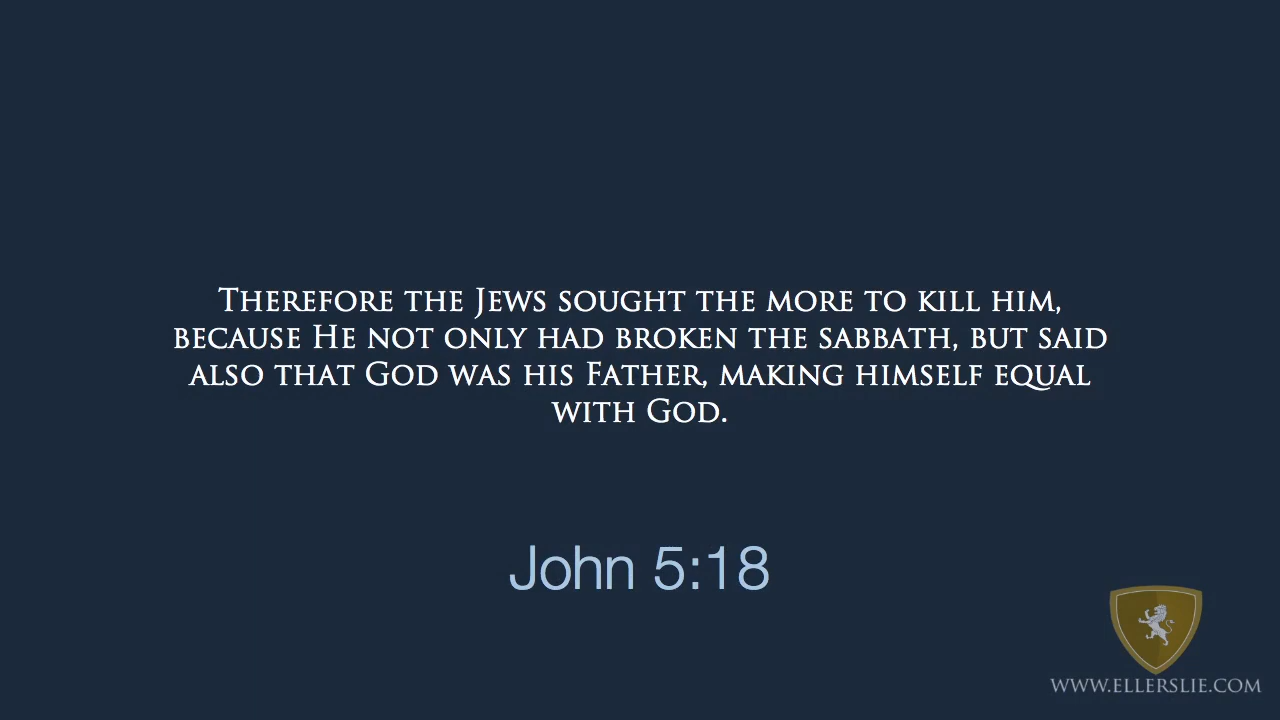 Therefore the Jews sought the more to kill him,
because He not only had broken the sabbath, but said
also that God was his Father, making himself equal
with God.
John 5:18
www.ellerslie.com